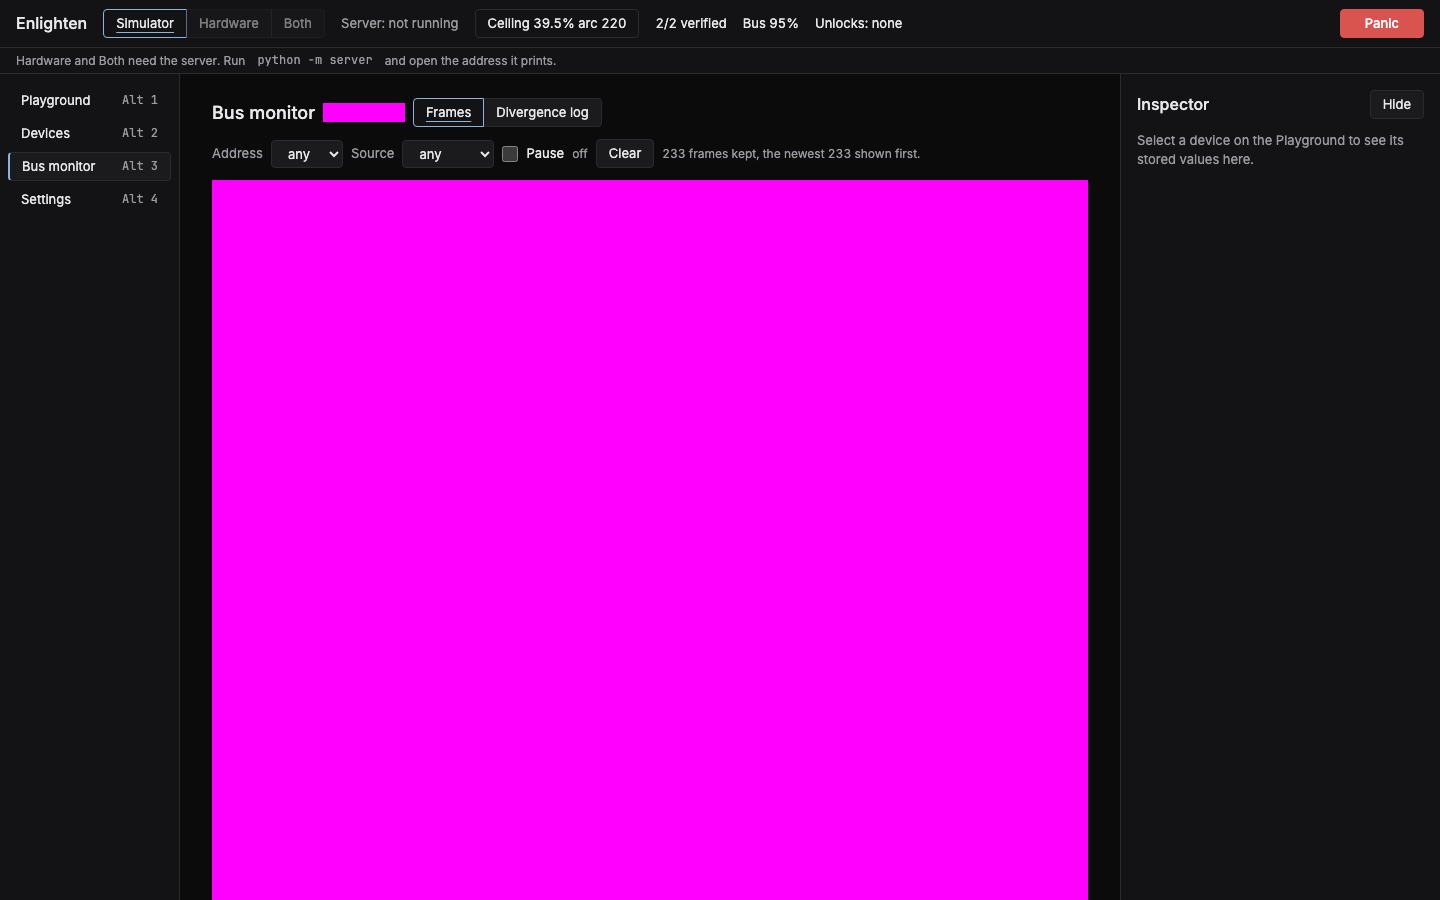 Enlighten Simulator Hardware Both Server: not running Ceiling 39.5% arc 220 2/2 verified Bus 95% Unlocks: none Panic
Hardware and Both need the server. Run python -m server and open the address it prints.
Playground Alt 1
Devices Alt 2
Bus monitor Alt 3
Settings Alt 4
Bus monitor Frames Divergence log
Address any Source any Pause off Clear 233 frames kept, the newest 233 shown first.
Inspector Hide
Select a device on the Playground to see its
stored values here.